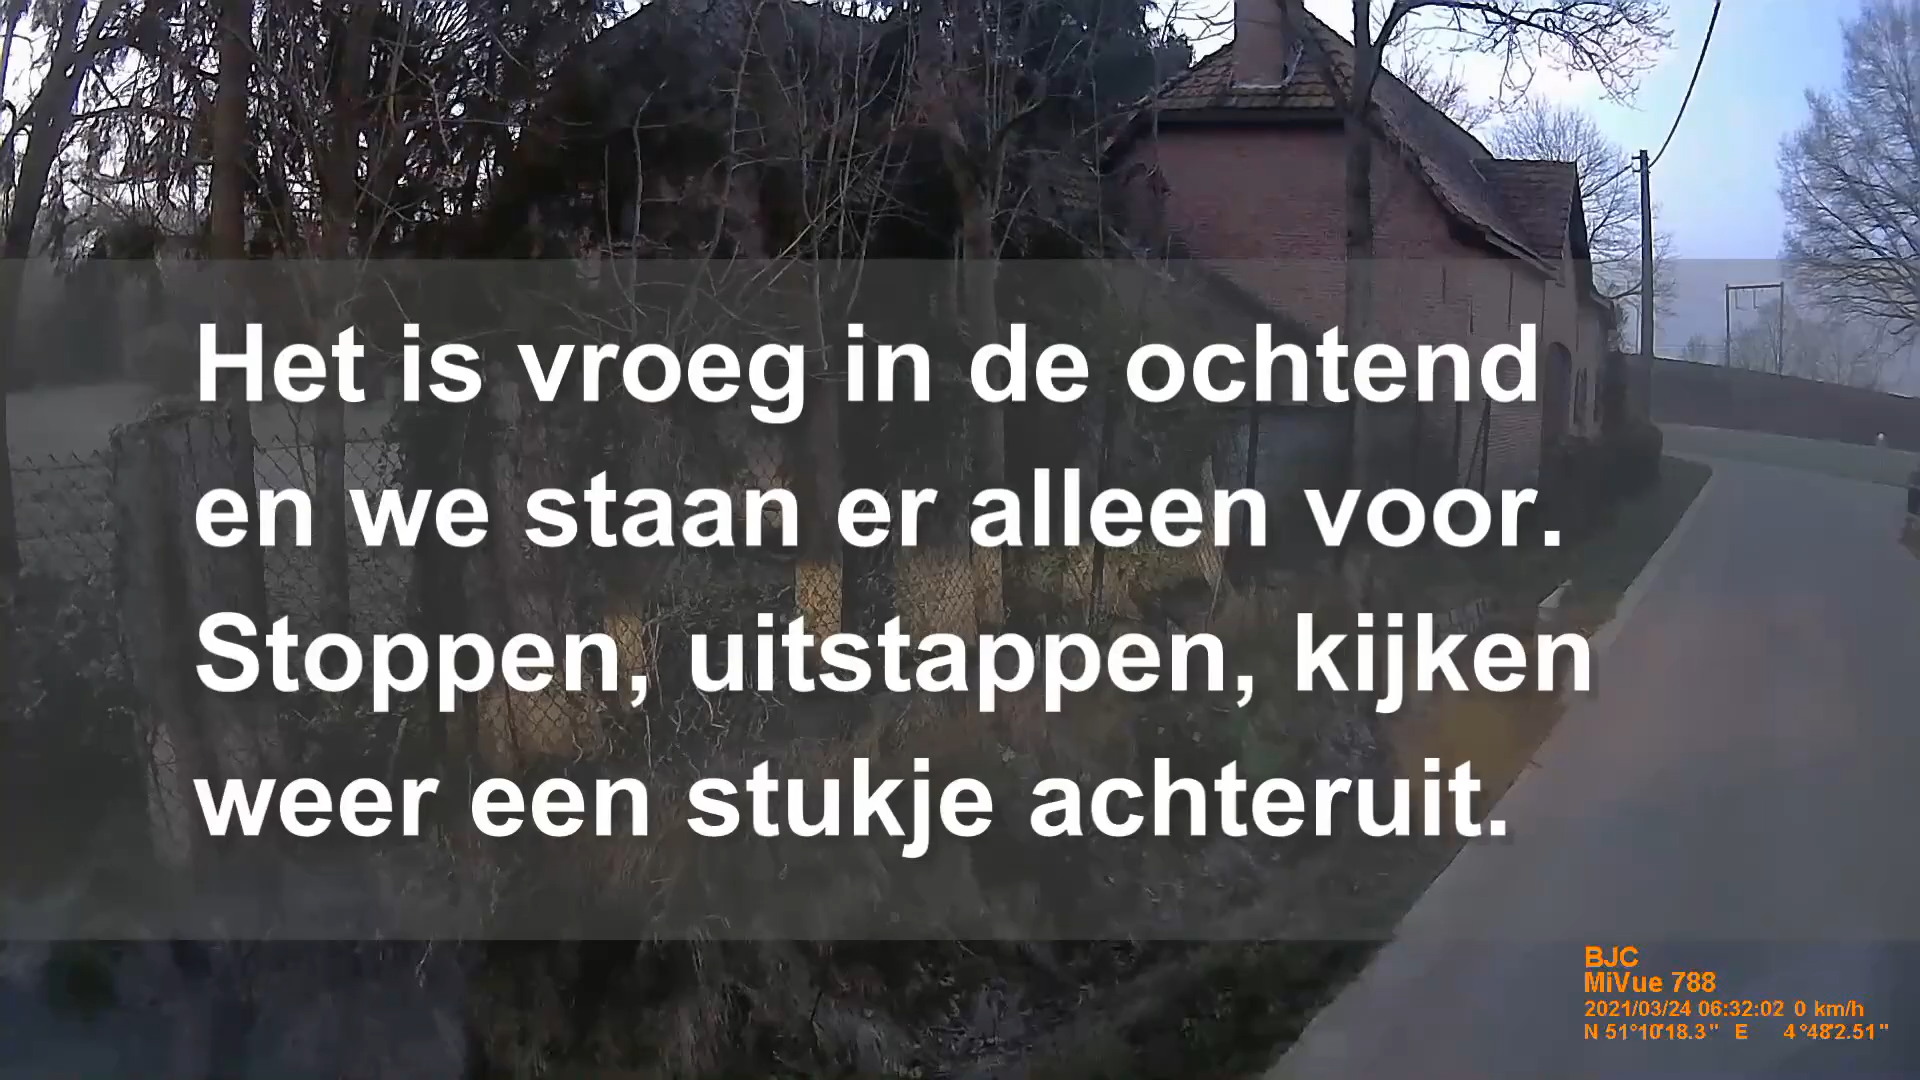 Het is vroeg in de ochtend
en we staan er alleen voor.
Stoppen, uitstappen, kijken
weer een stukje achteruit.
BJC
MiVue 788
2021/03/24 06:32:02 0 km/h
N 51°10'18.3" E 4°48'2.51"